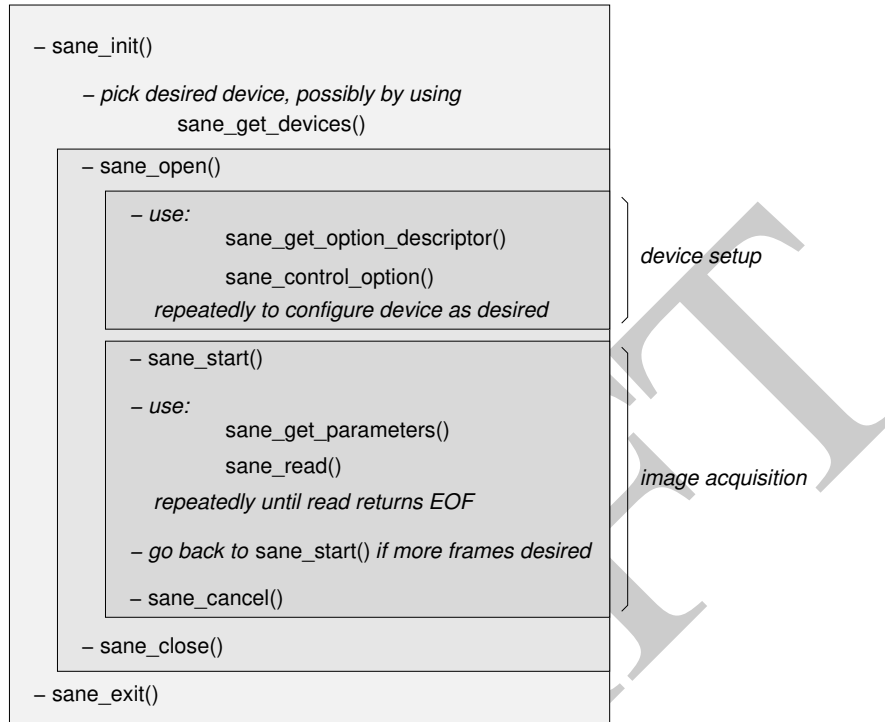 – sane_init()
– pick desired device, possibly by using
sane_get_devices()
– sane_open()
– use:
sane_get_option_descriptor()
sane_control_option()
repeatedly to configure device as desired
device setup
– sane_start()
– use:
sane_get_parameters()
sane_read()
repeatedly until read returns EOF
– go back to sane_start() if more frames desired
– sane_cancel()
image acquisition
– sane_close()
– sane_exit()
FT